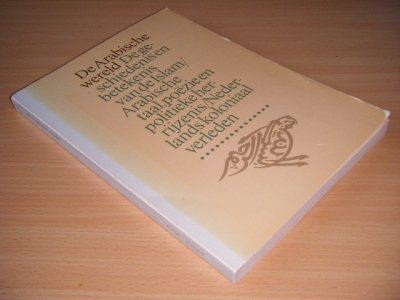 De Arabische
wereld De ge-
schiedenis en
betekenis
van de Islam/
Arabische
taal, poëzie en
politieke her-
rijzenis/Neder-
lands koloniaal
verleden